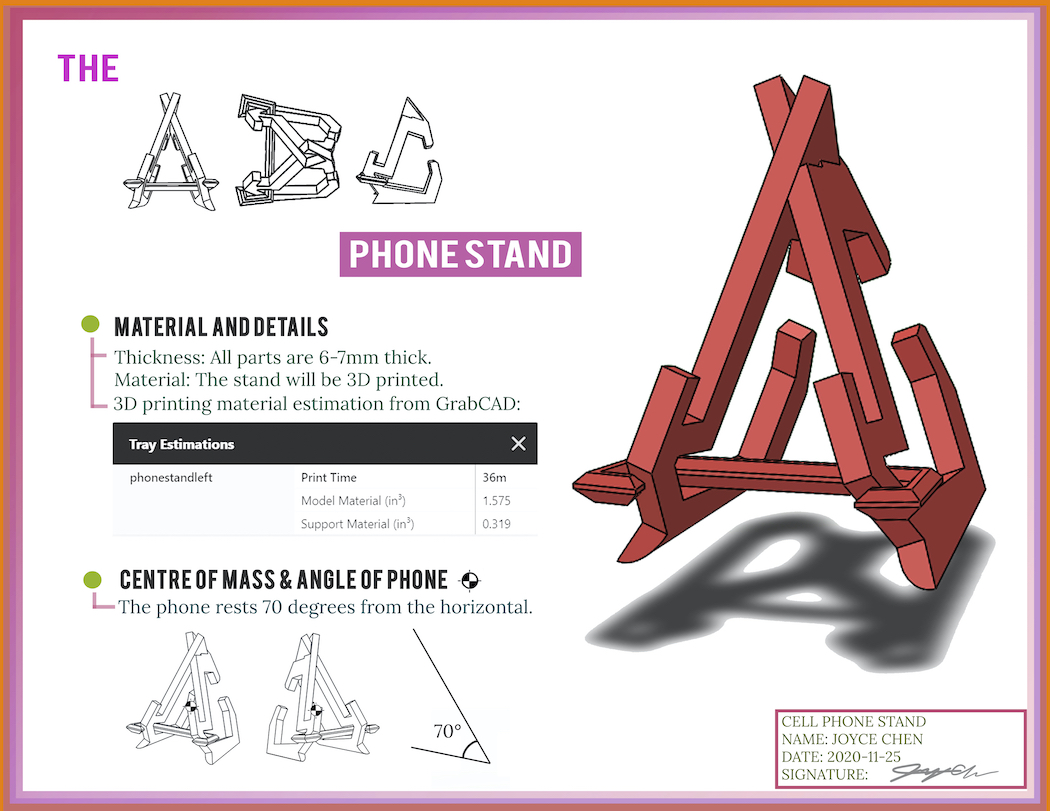 THE
PHONE STAND
MATERIAL AND DETAILS
Thickness: All parts are 6-7mm thick.
Material: The stand will be 3D printed.
3D printing material estimation from GrabCAD:
Tray Estimations
phonestandleft Print Time 36m
Model Material (in³) 1.575
Support Material (in³) 0.319
CENTRE OF MASS & ANGLE OF PHONE
The phone rests 70 degrees from the horizontal.
70°
CELL PHONE STAND
NAME: JOYCE CHEN
DATE: 2020-11-25
SIGNATURE: